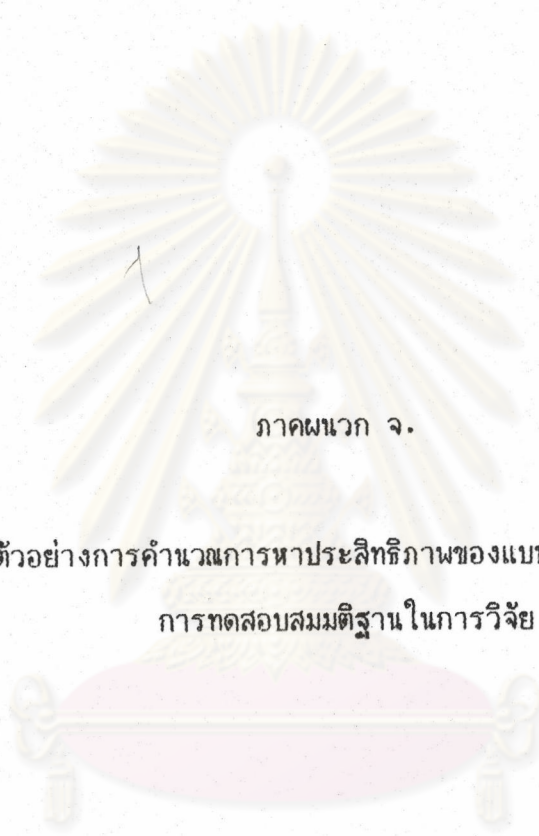 ภาคผนวก จ.
ตัวอย่างการคำนวณการหาประสิทธิภาพของแบบ
การทดสอบสมมติฐานในการวิจัย